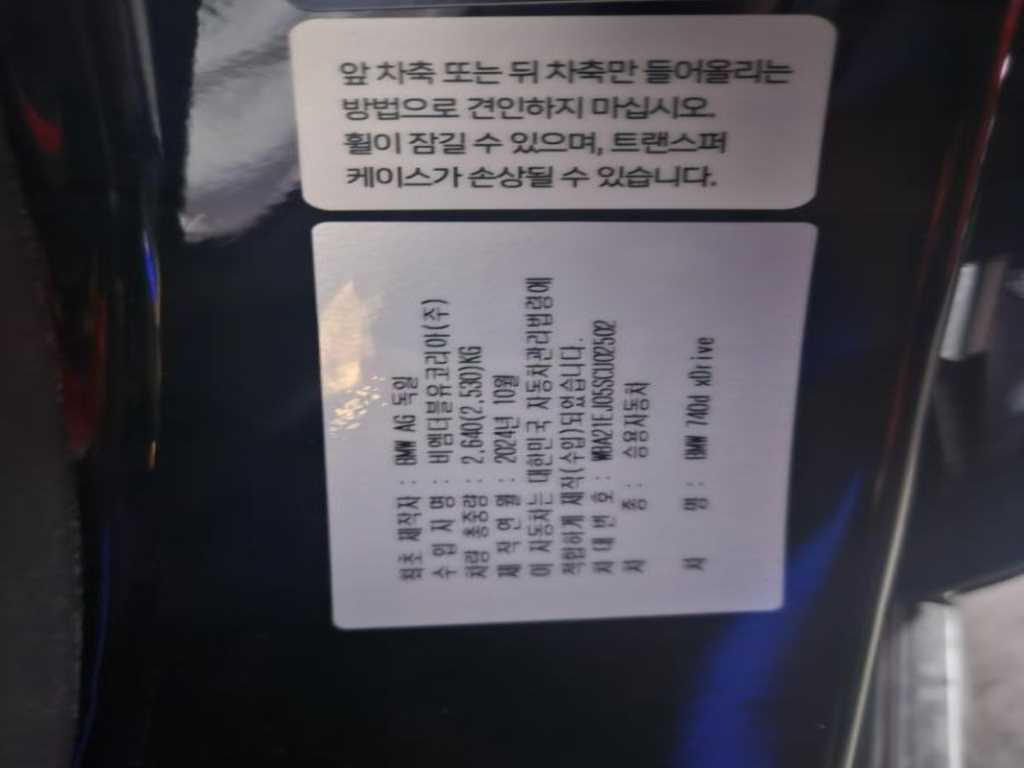 앞 차축 또는 뒤 차축만 들어올리는
방법으로 견인하지 마십시오.
휠이 잠길 수 있으며, 트랜스퍼
케이스가 손상될 수 있습니다.
최초 제작자 : BMW AG 독일
수 입 자 명 : 비엠더블유코리아(주)
차량 총중량 : 2,640(2,530)KG
제 작 연 월 : 2024년 10월
이 자동차는 대한민국 자동차관리법령에
적합하게 제작(수입)되었습니다.
차 대 번 호 : WBA21EJ05SCU02502
차 종 : 승용자동차
차 명 : BMW 740d xDrive